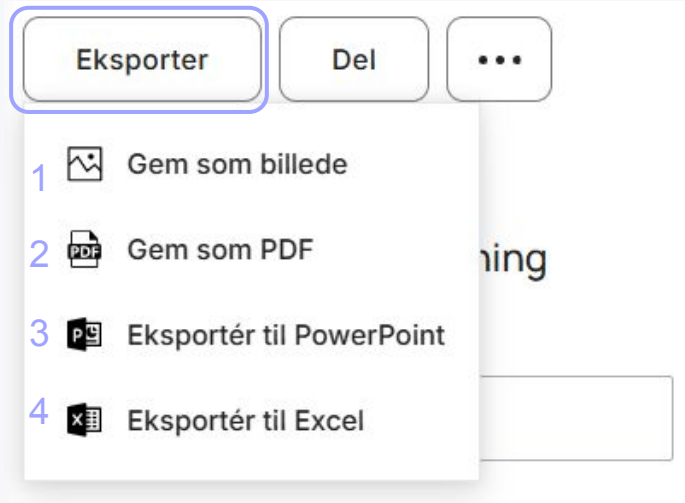 Eksporter Del •••
1 Gem som billede
2 PDF Gem som PDF
ning
3 P Eksportér til PowerPoint
4 X Eksportér til Excel